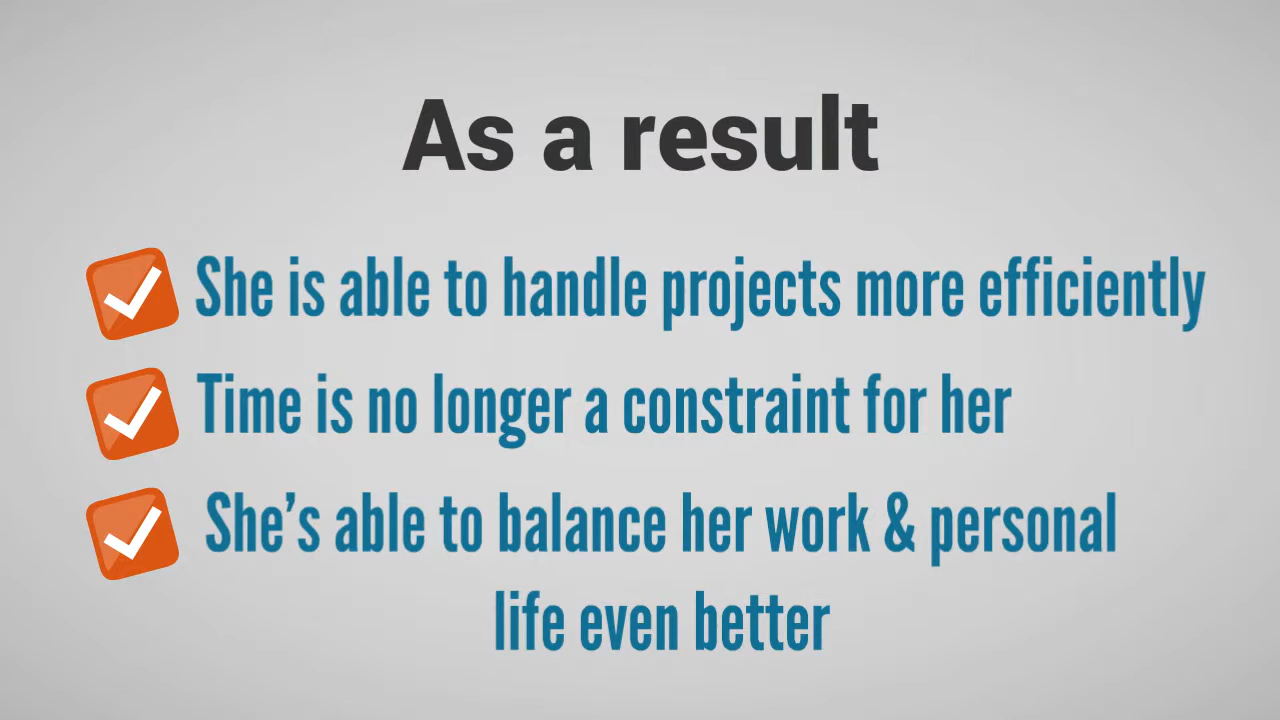 As a result
She is able to handle projects more efficiently
Time is no longer a constraint for her
She’s able to balance her work & personal
life even better